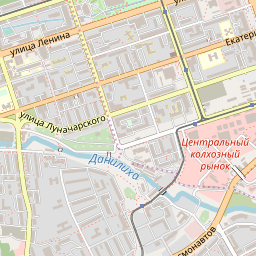 улица Ленина
Екатери
улица Луначарского
Данилиха
Центральный
колхозный
рынок
смонавтов